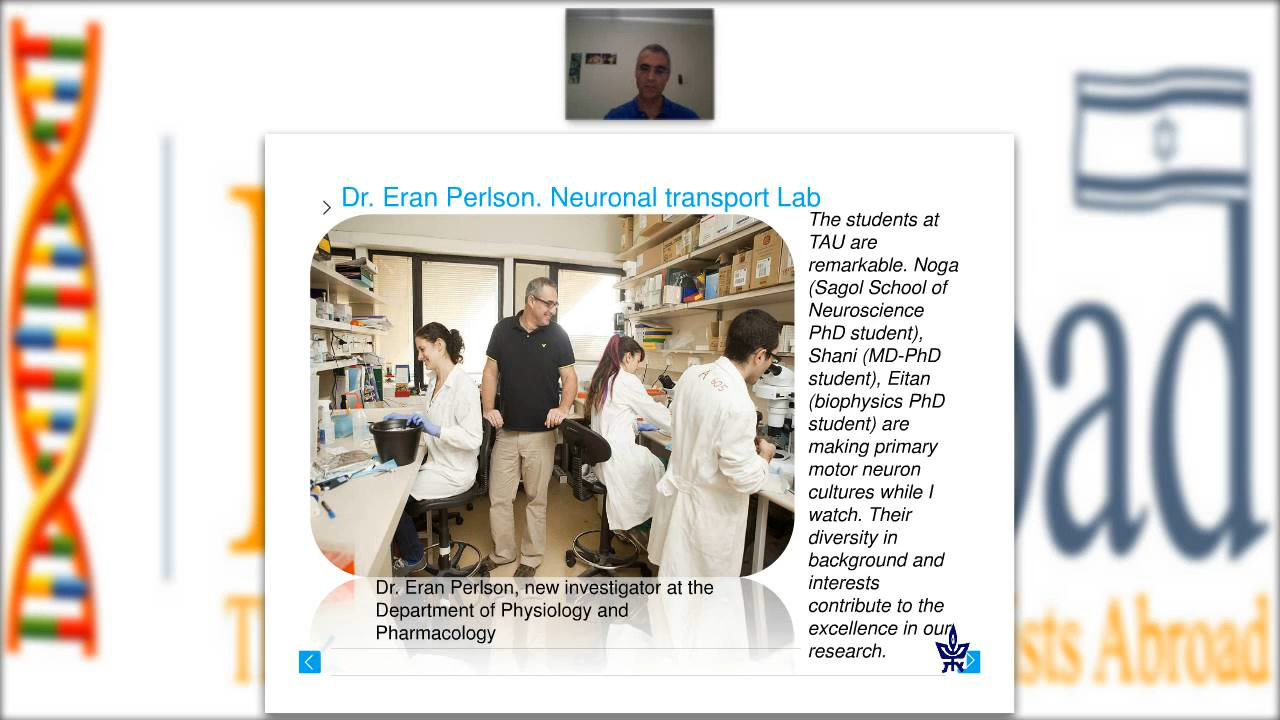 Dr. Eran Perlson. Neuronal transport Lab
The students at
TAU are
remarkable. Noga
(Sagol School of
Neuroscience
PhD student),
Shani (MD-PhD
student), Eitan
(biophysics PhD
student) are
making primary
motor neuron
cultures while I
watch. Their
diversity in
background and
interests
contribute to the
excellence in our
research.
Dr. Eran Perlson, new investigator at the
Department of Physiology and
Pharmacology
ad
sts Abroad